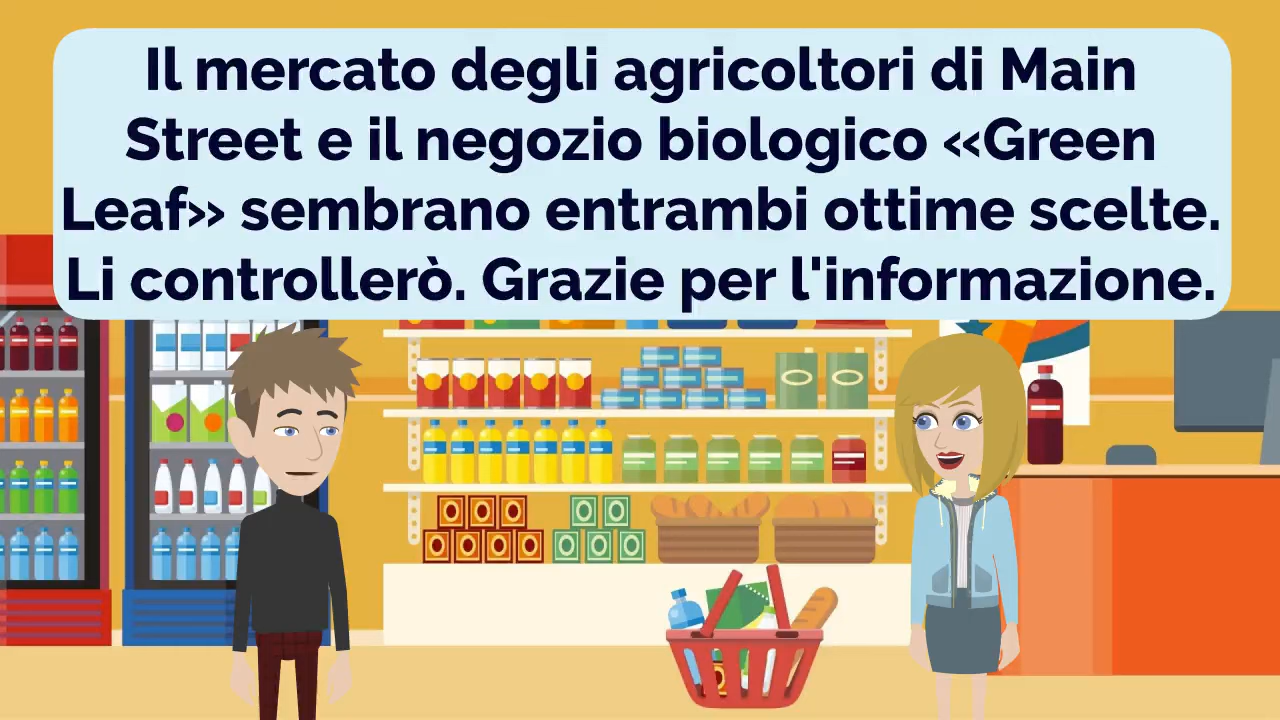 Il mercato degli agricoltori di Main
Street e il negozio biologico «Green
Leaf» sembrano entrambi ottime scelte.
Li controllerò. Grazie per l'informazione.